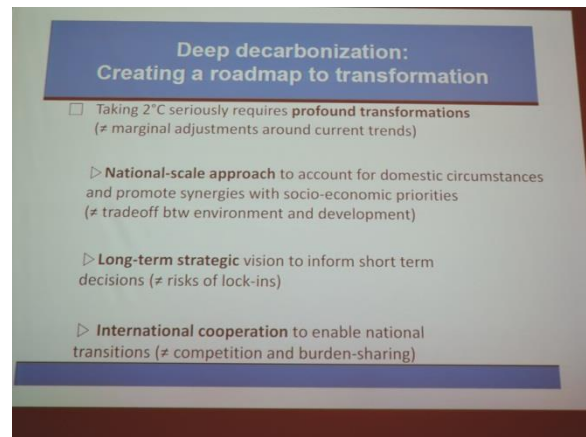 Deep decarbonization:
Creating a roadmap to transformation
☐ Taking 2°C seriously requires profound transformations
(≠ marginal adjustments around current trends)
▷National-scale approach to account for domestic circumstances
and promote synergies with socio-economic priorities
(≠ tradeoff btw environment and development)
▷Long-term strategic vision to inform short term
decisions (≠ risks of lock-ins)
▷ International cooperation to enable national
transitions (≠ competition and burden-sharing)